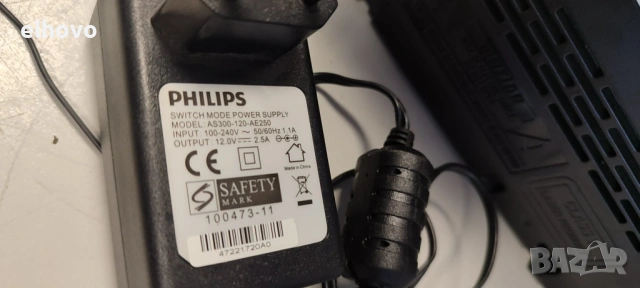 elhovo
PHILIPS
SWITCH MODE POWER SUPPLY
MODEL: AS300-120-AE250
INPUT: 100-240V ~ 50/60Hz 1.1A
OUTPUT: 12.0V ⎓ 2.5A
CE
Made in China
S
SAFETY
MARK
100473-11
47221720A0
BAZAR